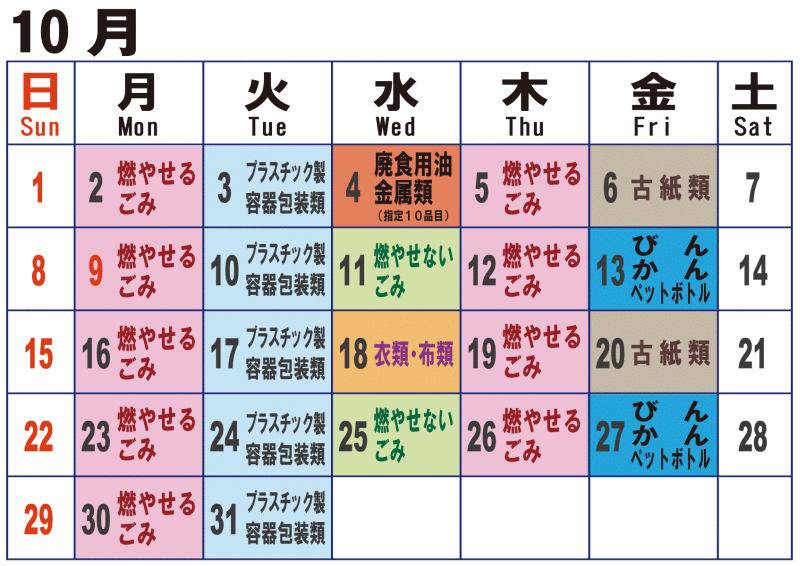 10 月
日 月 火 水 木 金 土
Sun Mon Tue Wed Thu Fri Sat
1
2 燃やせる
ごみ
3 プラスチック製
容器包装類
4 廃食用油
金属類
(指定10品目)
5 燃やせる
ごみ
6 古紙類
7
8
9 燃やせる
ごみ
10 プラスチック製
容器包装類
11 燃やせない
ごみ
12 燃やせる
ごみ
13 びん
かん
ペットボトル
14
15
16 燃やせる
ごみ
17 プラスチック製
容器包装類
18 衣類・布類
19 燃やせる
ごみ
20 古紙類
21
22
23 燃やせる
ごみ
24 プラスチック製
容器包装類
25 燃やせない
ごみ
26 燃やせる
ごみ
27 びん
かん
ペットボトル
28
29
30 燃やせる
ごみ
31 プラスチック製
容器包装類